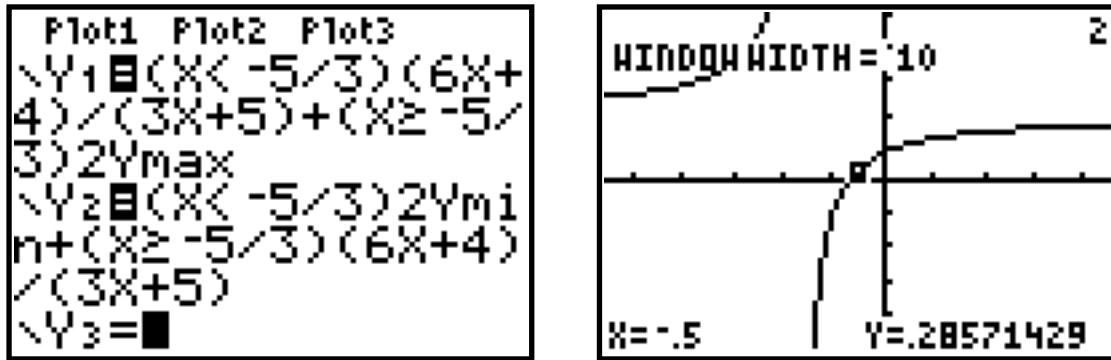 Plot1 Plot2 Plot3
\Y₁=(X< ⁻5/3)(6X+
4)/(3X+5)+(X≥ ⁻5/
3)2Ymax
\Y₂=(X< ⁻5/3)2Ymi
n+(X≥ ⁻5/3)(6X+4)
/(3X+5)
\Y₃=
2
WINDOW WIDTH = 10
X= ⁻.5 Y=.28571429